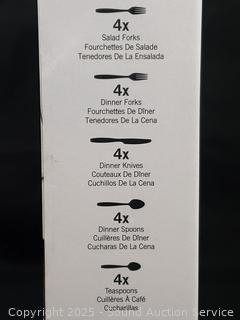 4x
Salad Forks
Fourchettes De Salade
Tenedores De La Ensalada
4x
Dinner Forks
Fourchettes De Dîner
Tenedores De La Cena
4x
Dinner Knives
Couteaux De Dîner
Cuchillos De La Cena
4x
Dinner Spoons
Cuillères De Dîner
Cucharas De La Cena
4x
Teaspoons
Cuillères À Café
Cucharillas
Copyright 2025 - Sound Auction Service